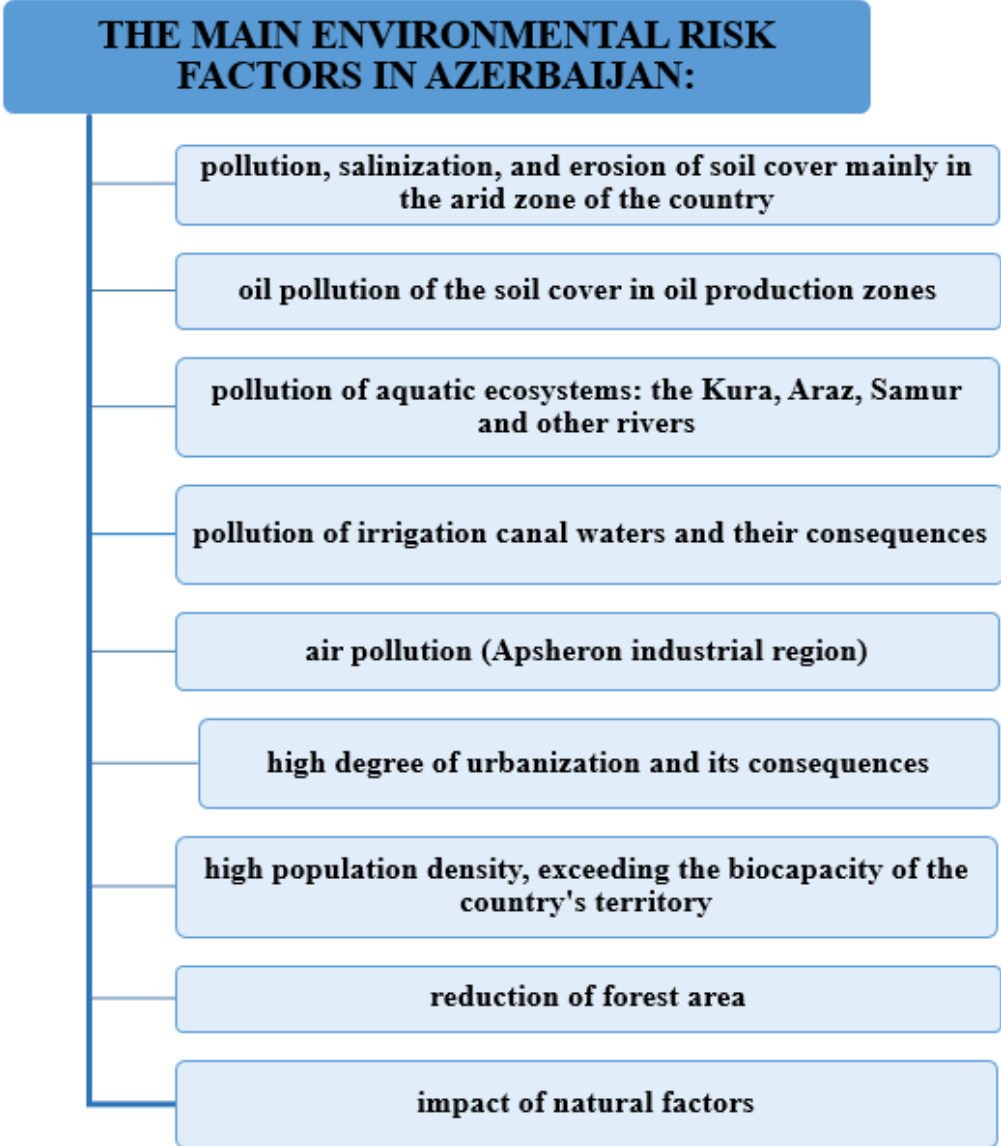 THE MAIN ENVIRONMENTAL RISK
FACTORS IN AZERBAIJAN:
pollution, salinization, and erosion of soil cover mainly in
the arid zone of the country
oil pollution of the soil cover in oil production zones
pollution of aquatic ecosystems: the Kura, Araz, Samur
and other rivers
pollution of irrigation canal waters and their consequences
air pollution (Apsheron industrial region)
high degree of urbanization and its consequences
high population density, exceeding the biocapacity of the
country's territory
reduction of forest area
impact of natural factors